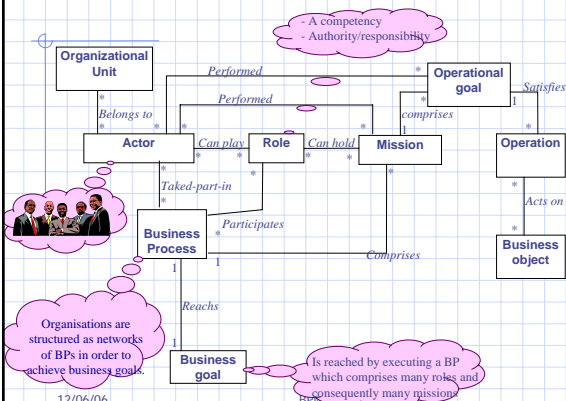 - A competency
- Authority/responsibility
Organizational
Unit
Performed
*
Operational
goal
Satisfies
*
Performed
*
comprises
1
Belongs to
*
*
*
1
*
Actor
Can play
*
*
Role
Can hold
*
*
Mission
Operation
*
Taked-part-in
*
*
*
Acts on
*
Business
Process
Participates
*
1
Comprises
Business
object
1
Reachs
Organisations are
structured as networks
of BPs in order to
achieve business goals.
1
Business
goal
Is reached by executing a BP
which comprises many roles and
consequently many missions
12/06/06